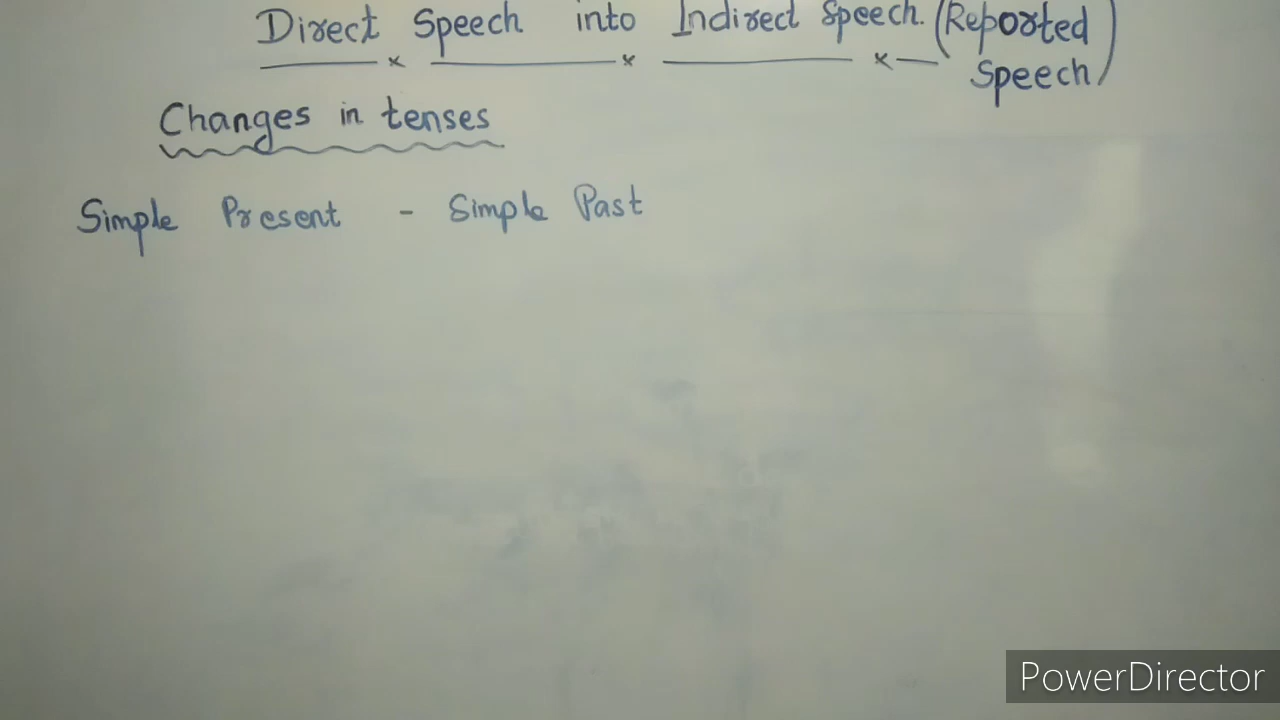 Direct Speech into Indirect Speech. (Reported Speech)
Changes in tenses
Simple Present - Simple Past
PowerDirector